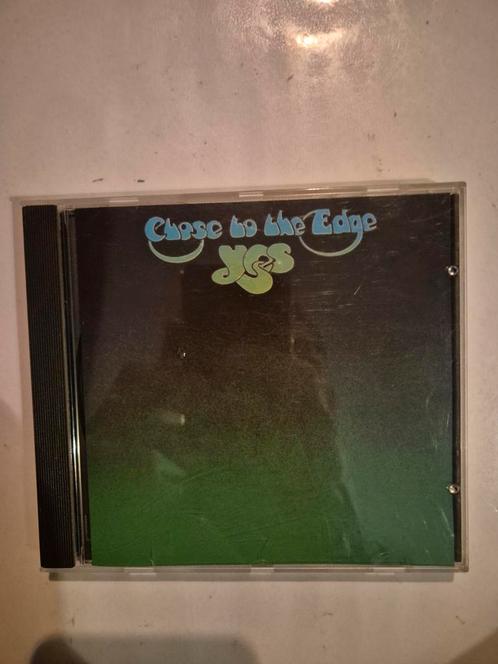 Close to the Edge
Yes